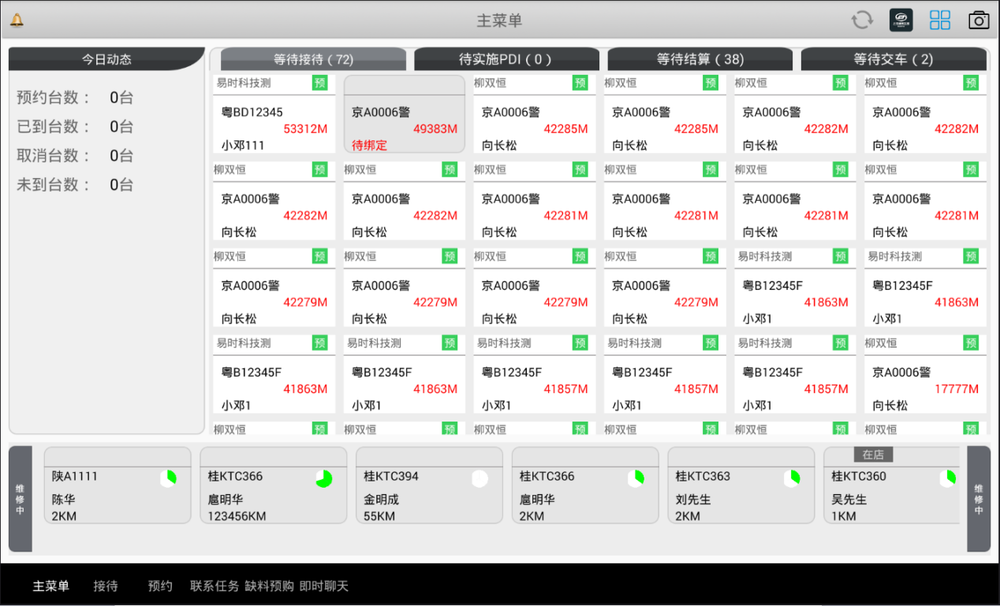 主菜单
今日动态
等待接待（72）
待实施PDI（0）
等待结算（38）
等待交车（2）
预约台数： 0台
已到台数： 0台
取消台数： 0台
未到台数： 0台
易时科技测 预
柳双恒 预
柳双恒 预
柳双恒 预
柳双恒 预
粤BD12345 京A0006警 京A0006警 京A0006警 京A0006警 京A0006警
53312M 49383M 42285M 42285M 42282M 42282M
小邓111 待绑定 向长松 向长松 向长松 向长松
柳双恒 预 柳双恒 预 柳双恒 预 柳双恒 预 柳双恒 预 柳双恒 预
京A0006警 京A0006警 京A0006警 京A0006警 京A0006警 京A0006警
42282M 42282M 42281M 42281M 42281M 42281M
向长松 向长松 向长松 向长松 向长松 向长松
柳双恒 预 柳双恒 预 柳双恒 预 柳双恒 预 易时科技测 预 易时科技测 预
京A0006警 京A0006警 京A0006警 京A0006警 粤B12345F 粤B12345F
42279M 42279M 42279M 42279M 41863M 41863M
向长松 向长松 向长松 向长松 小邓1 小邓1
易时科技测 预 易时科技测 预 易时科技测 预 易时科技测 预 易时科技测 预 柳双恒 预
粤B12345F 粤B12345F 粤B12345F 粤B12345F 粤B12345F 京A0006警
41863M 41863M 41857M 41857M 41857M 17777M
小邓1 小邓1 小邓1 小邓1 小邓1 向长松
柳双恒 预 柳双恒 预 柳双恒 预 柳双恒 预 柳双恒 预 柳双恒 预
维修中
在店
陕A1111 桂KTC366 桂KTC394 桂KTC366 桂KTC363 桂KTC360
陈华 扈明华 金明成 扈明华 刘先生 吴先生
2KM 123456KM 55KM 2KM 2KM 1KM
维修中
主菜单 接待 预约 联系任务 缺料预购 即时聊天